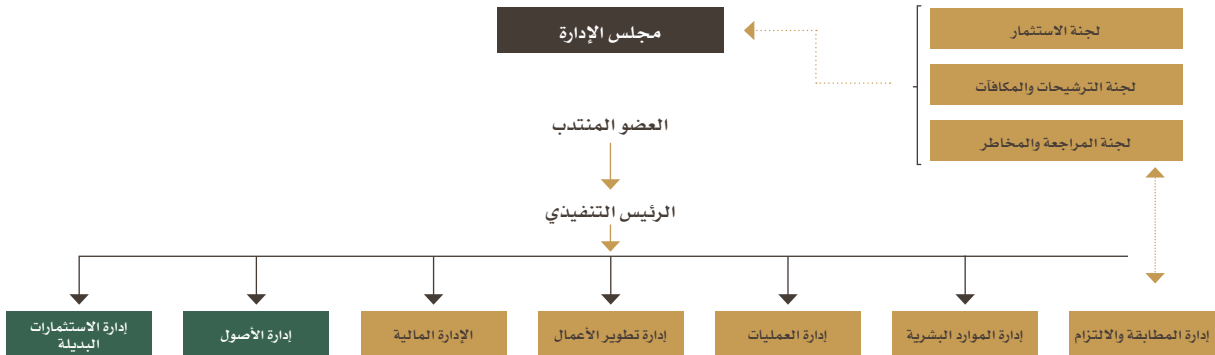 لجنة الاستثمار
مجلس الإدارة
لجنة الترشيحات والمكافآت
العضو المنتدب
لجنة المراجعة والمخاطر
الرئيس التنفيذي
إدارة المطابقة والالتزام
إدارة الموارد البشرية
إدارة العمليات
إدارة تطوير الأعمال
الإدارة المالية
إدارة الأصول
إدارة الاستثمارات
البديلة